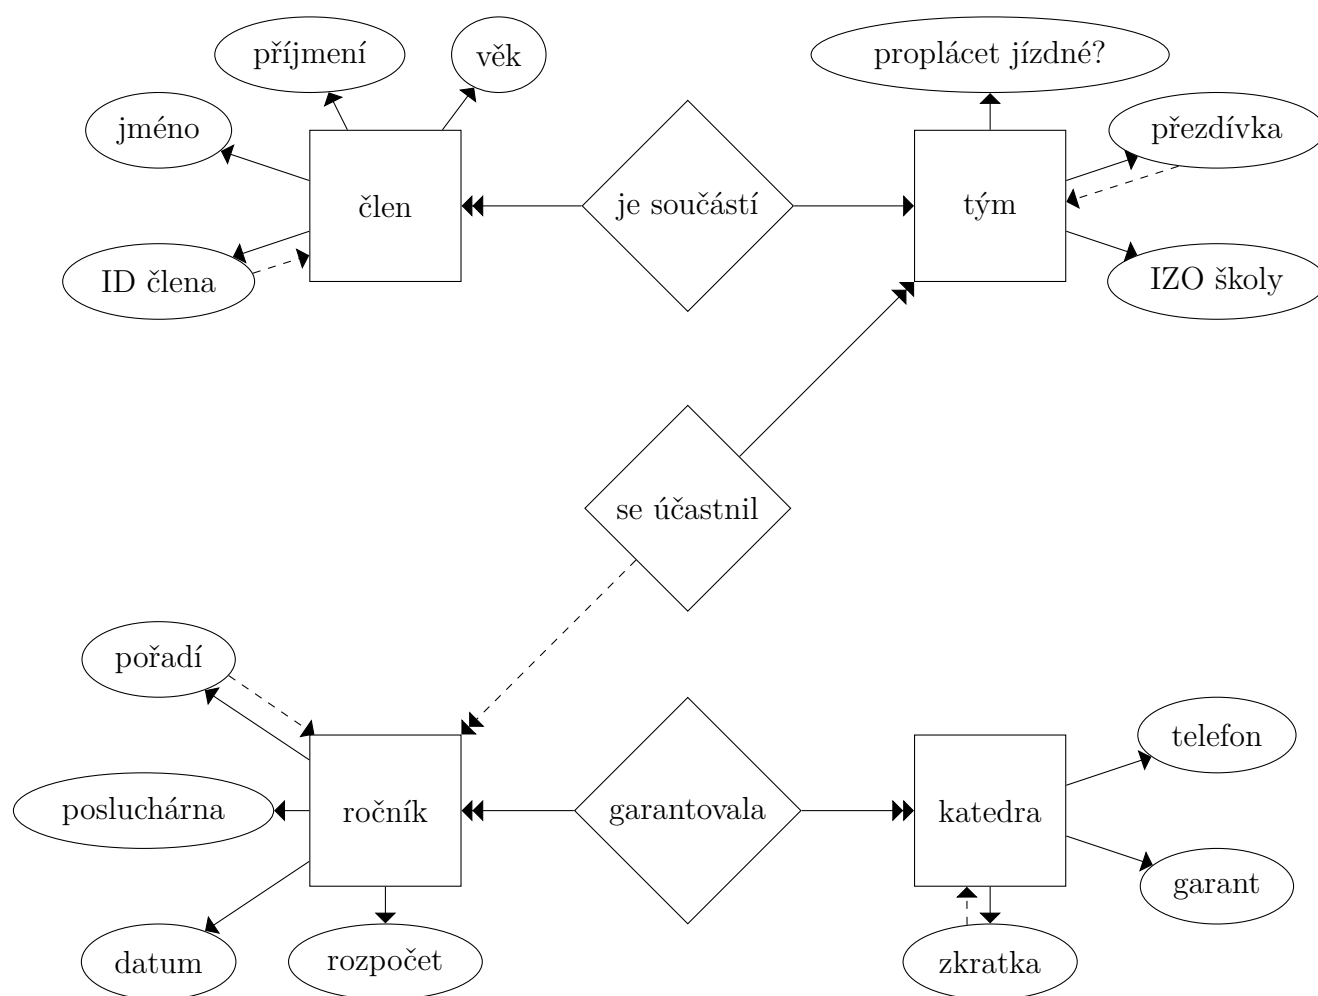 příjmení
věk
proplácet jízdné?
jméno
přezdívka
člen
je součástí
tým
ID člena
IZO školy
se účastnil
pořadí
telefon
posluchárna
ročník
garantovala
katedra
garant
datum
rozpočet
zkratka